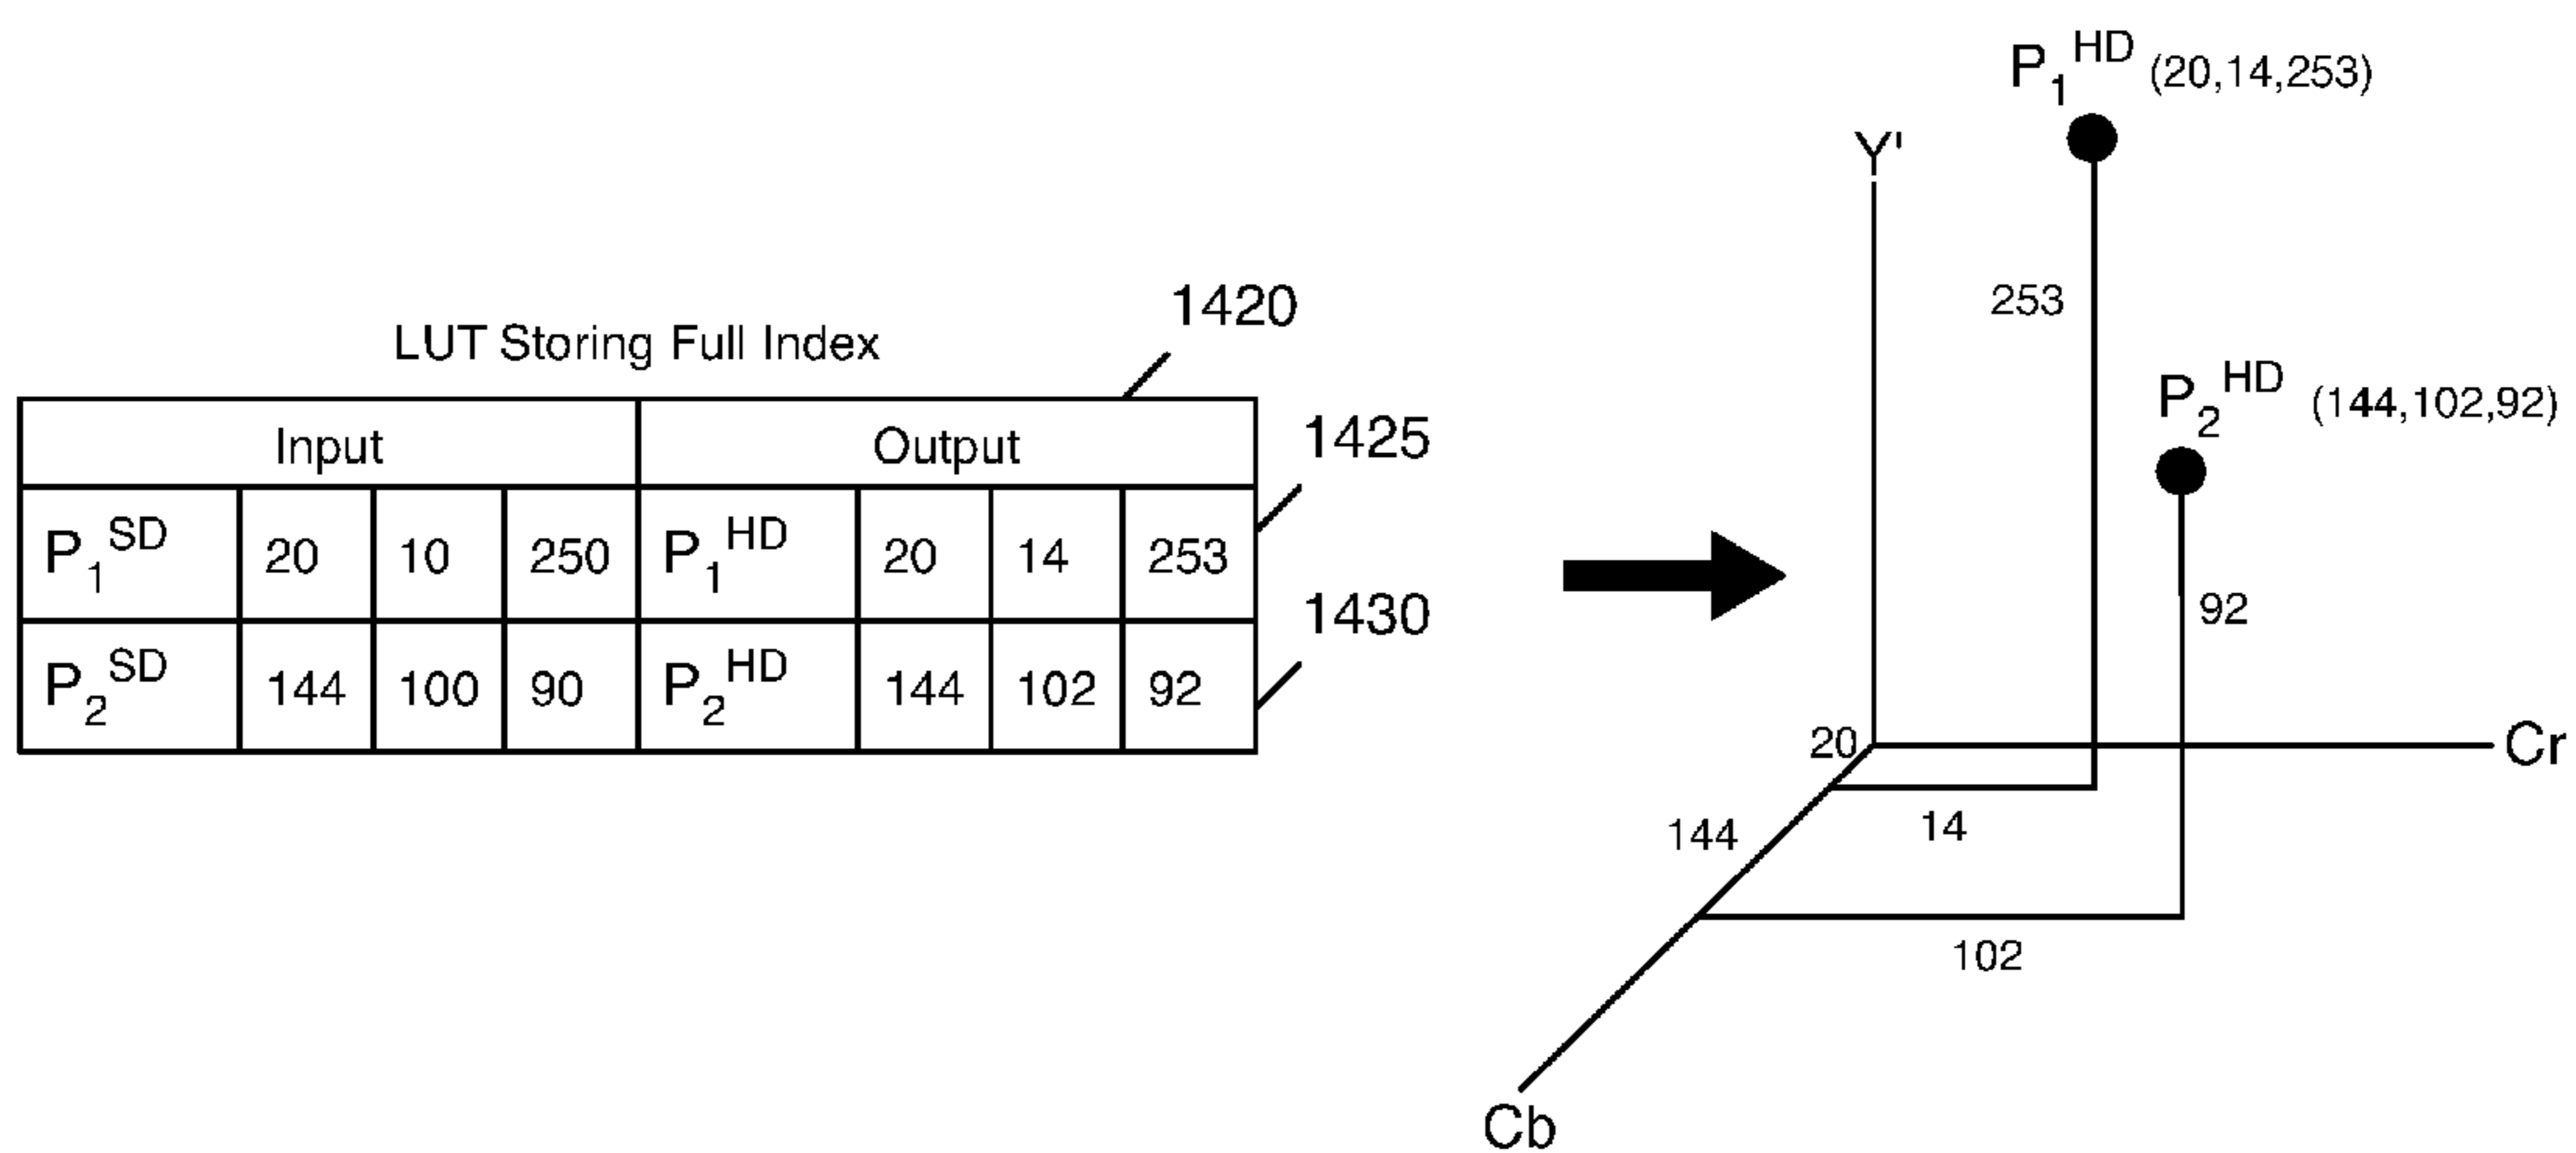 LUT Storing Full Index
1420
Input Output
1425
P1SD 20 10 250 P1HD 20 14 253
1430
P2SD 144 100 90 P2HD 144 102 92
P1HD (20,14,253)
Y'
253
P2HD (144,102,92)
92
20
Cr
14
144
102
Cb